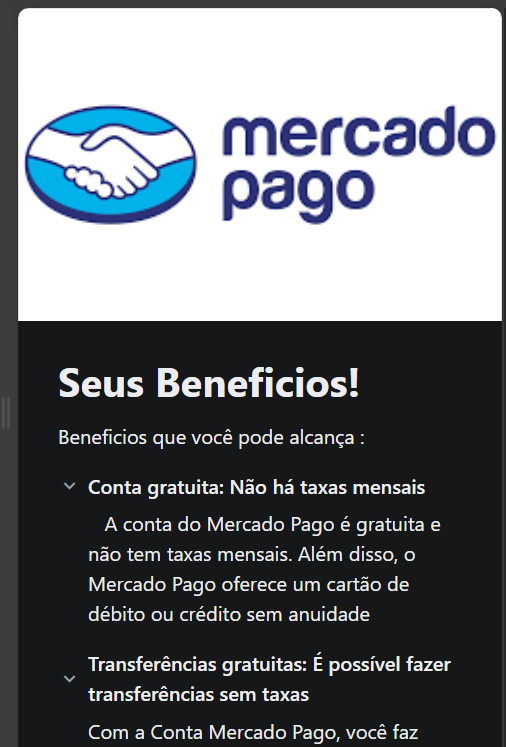 mercado
pago
Seus Beneficios!
Beneficios que você pode alcança :
Conta gratuita: Não há taxas mensais
A conta do Mercado Pago é gratuita e
não tem taxas mensais. Além disso, o
Mercado Pago oferece um cartão de
débito ou crédito sem anuidade
Transferências gratuitas: É possível fazer
transferências sem taxas
Com a Conta Mercado Pago, você faz